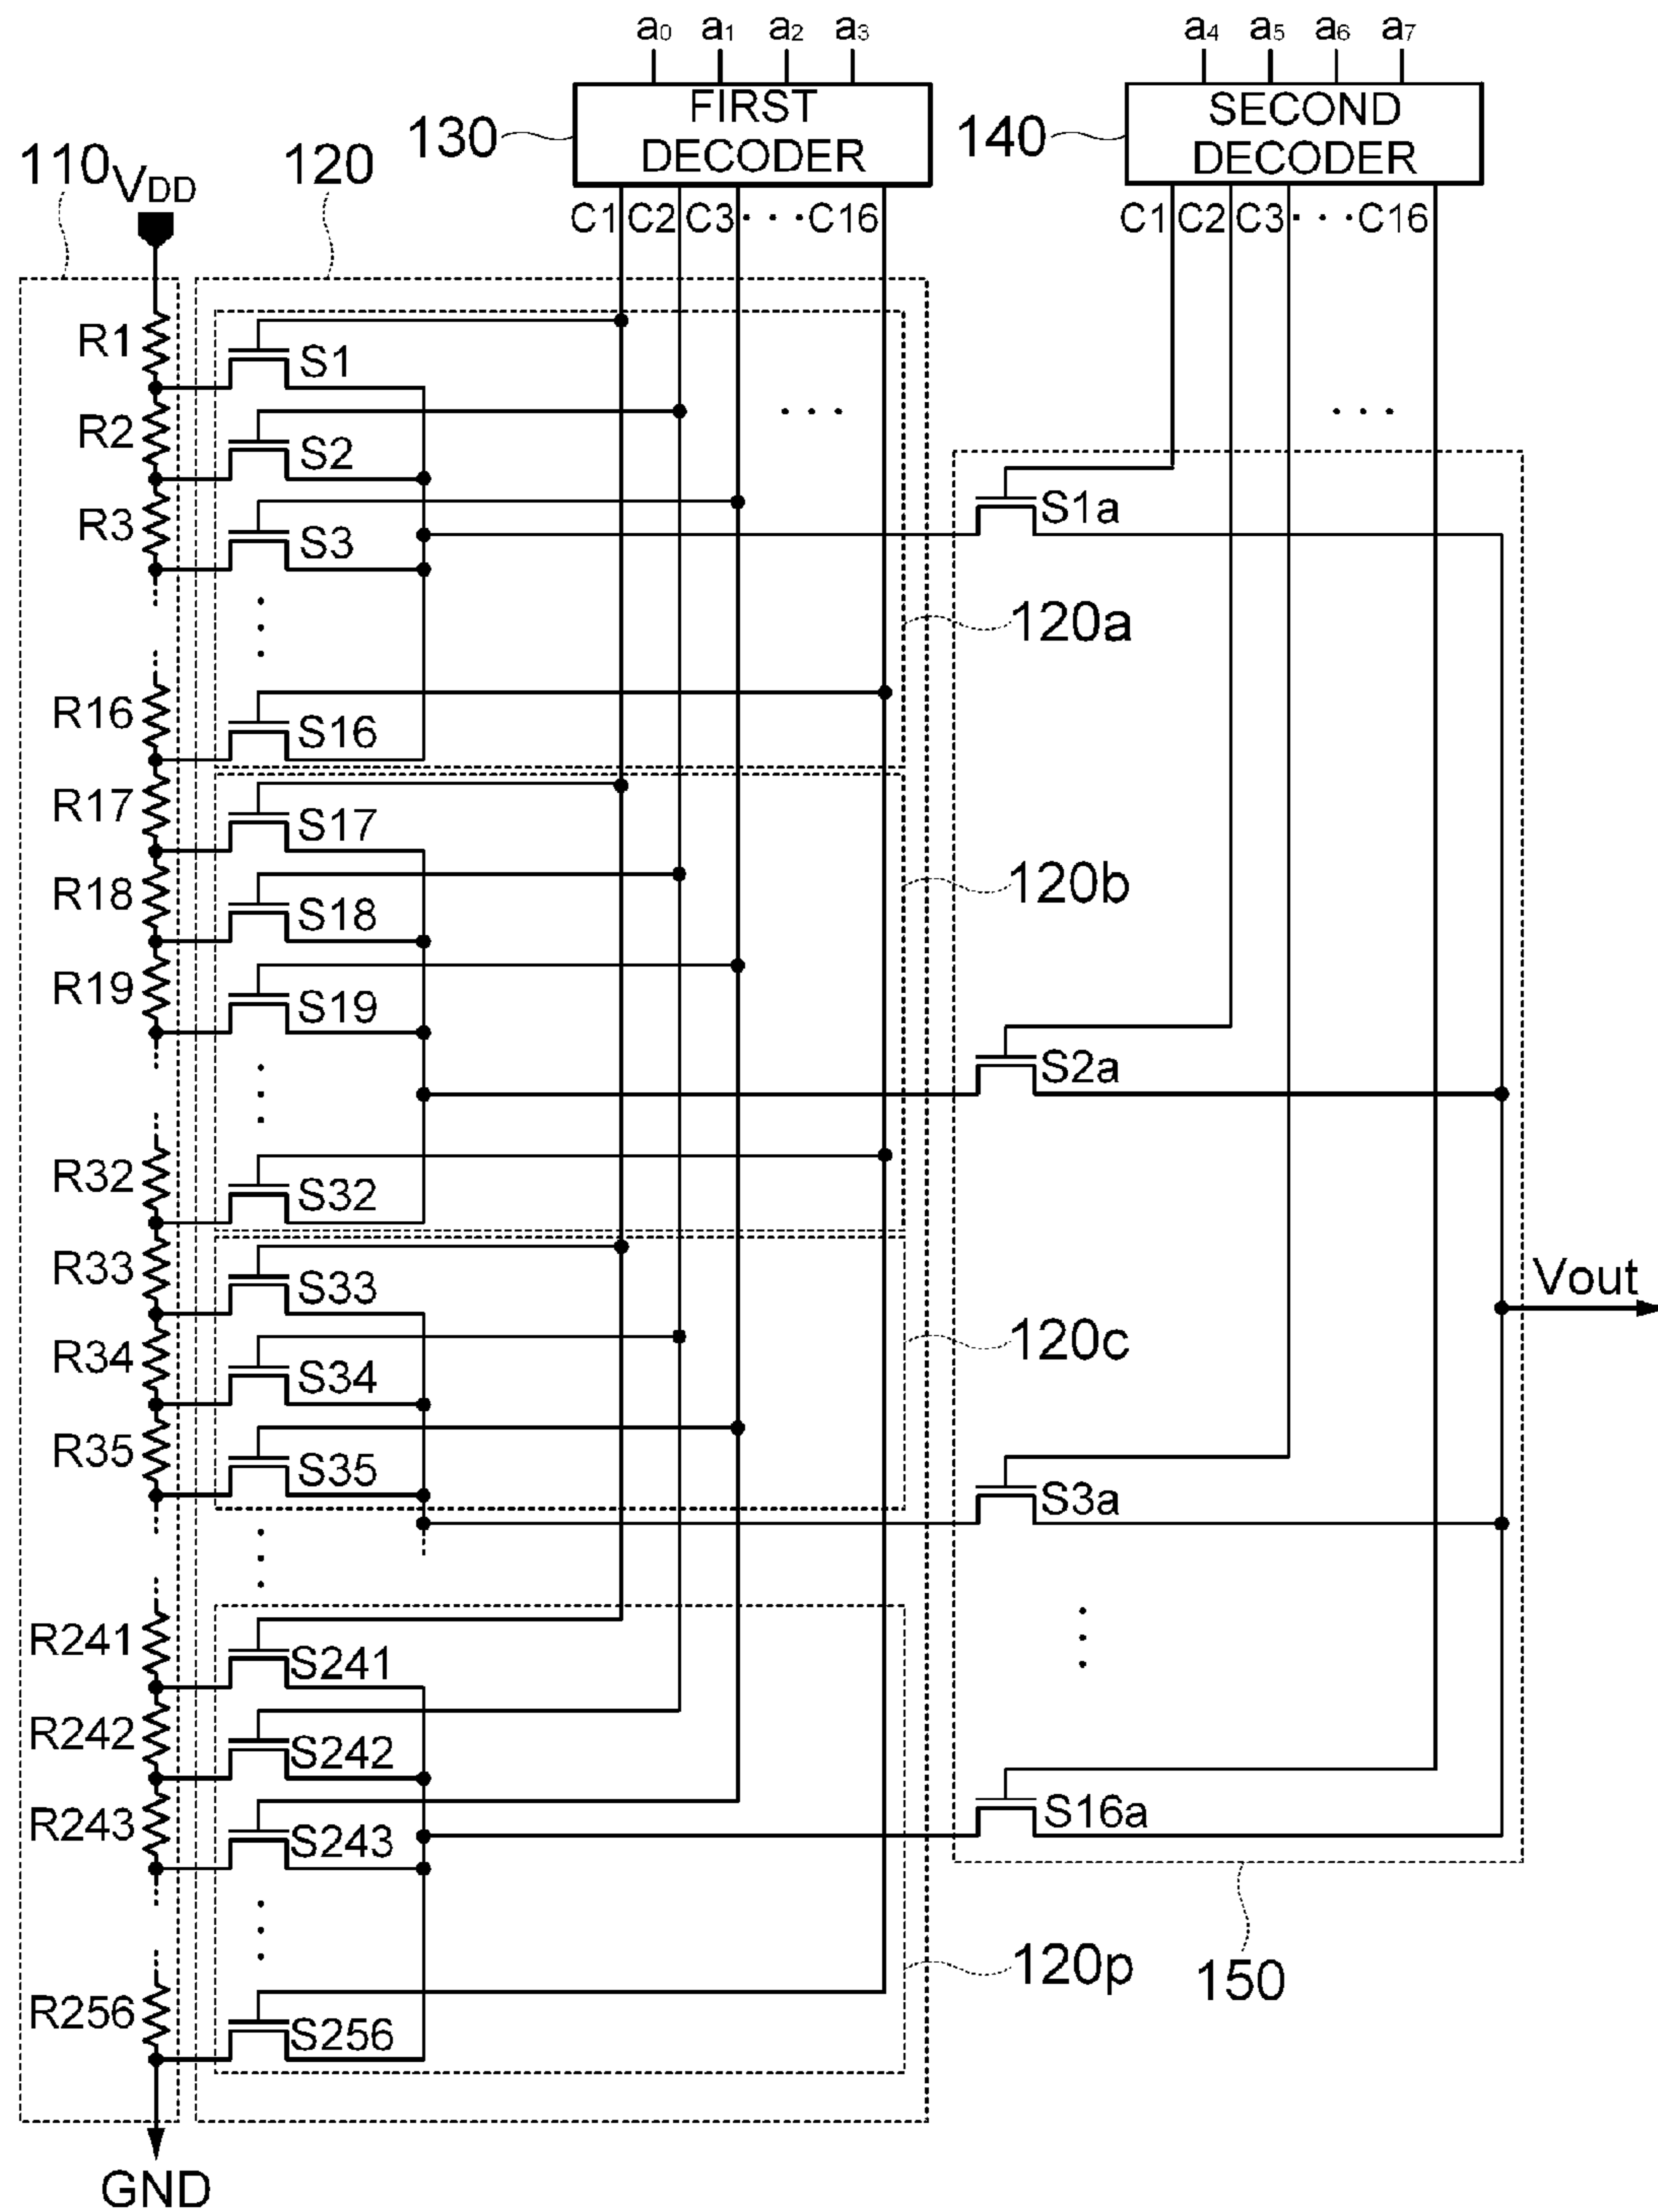 a0 a1 a2 a3 a4 a5 a6 a7
130 FIRST DECODER 140 SECOND DECODER
110 VDD 120
C1 C2 C3 ··· C16 C1 C2 C3 ··· C16
R1 S1
R2 S2 ··· ···
R3 S3 S1a
120a
R16 S16
R17 S17
R18 S18 120b
R19 S19
S2a
R32 S32
R33 S33 Vout
R34 S34 120c
R35 S35 S3a
R241 S241
R242 S242
R243 S243 S16a
120p 150
R256 S256
GND